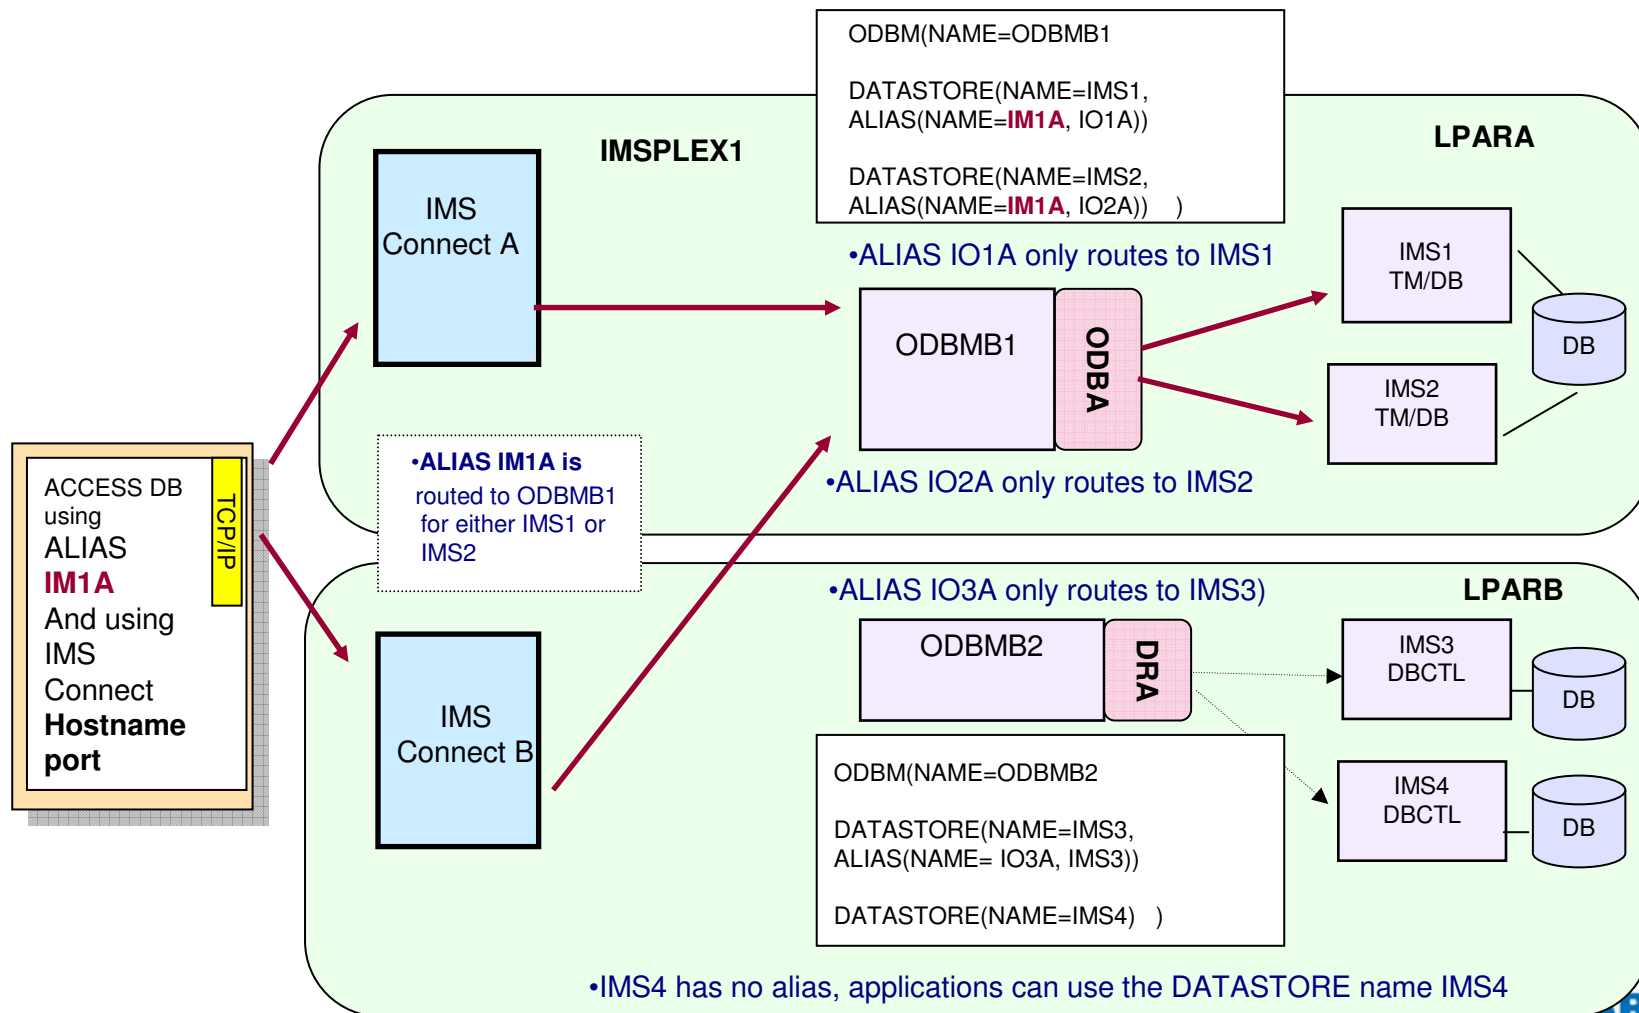 ODBM(NAME=ODBMB1
DATASTORE(NAME=IMS1,
ALIAS(NAME=IM1A, IO1A))
DATASTORE(NAME=IMS2,
ALIAS(NAME=IM1A, IO2A))    )
IMSPLEX1
LPARA
IMS
Connect A
•ALIAS IO1A only routes to IMS1
ODBMB1
ODBA
IMS1
TM/DB
DB
IMS2
TM/DB
•ALIAS IO2A only routes to IMS2
•ALIAS IM1A is
routed to ODBMB1
for either IMS1 or
IMS2
ACCESS DB
using
ALIAS
IM1A
And using
IMS
Connect
Hostname
port
TCP/IP
•ALIAS IO3A only routes to IMS3)
LPARB
IMS
Connect B
ODBMB2
DRA
IMS3
DBCTL
DB
IMS4
DBCTL
DB
ODBM(NAME=ODBMB2
DATASTORE(NAME=IMS3,
ALIAS(NAME= IO3A, IMS3))
DATASTORE(NAME=IMS4)   )
•IMS4 has no alias, applications can use the DATASTORE name IMS4